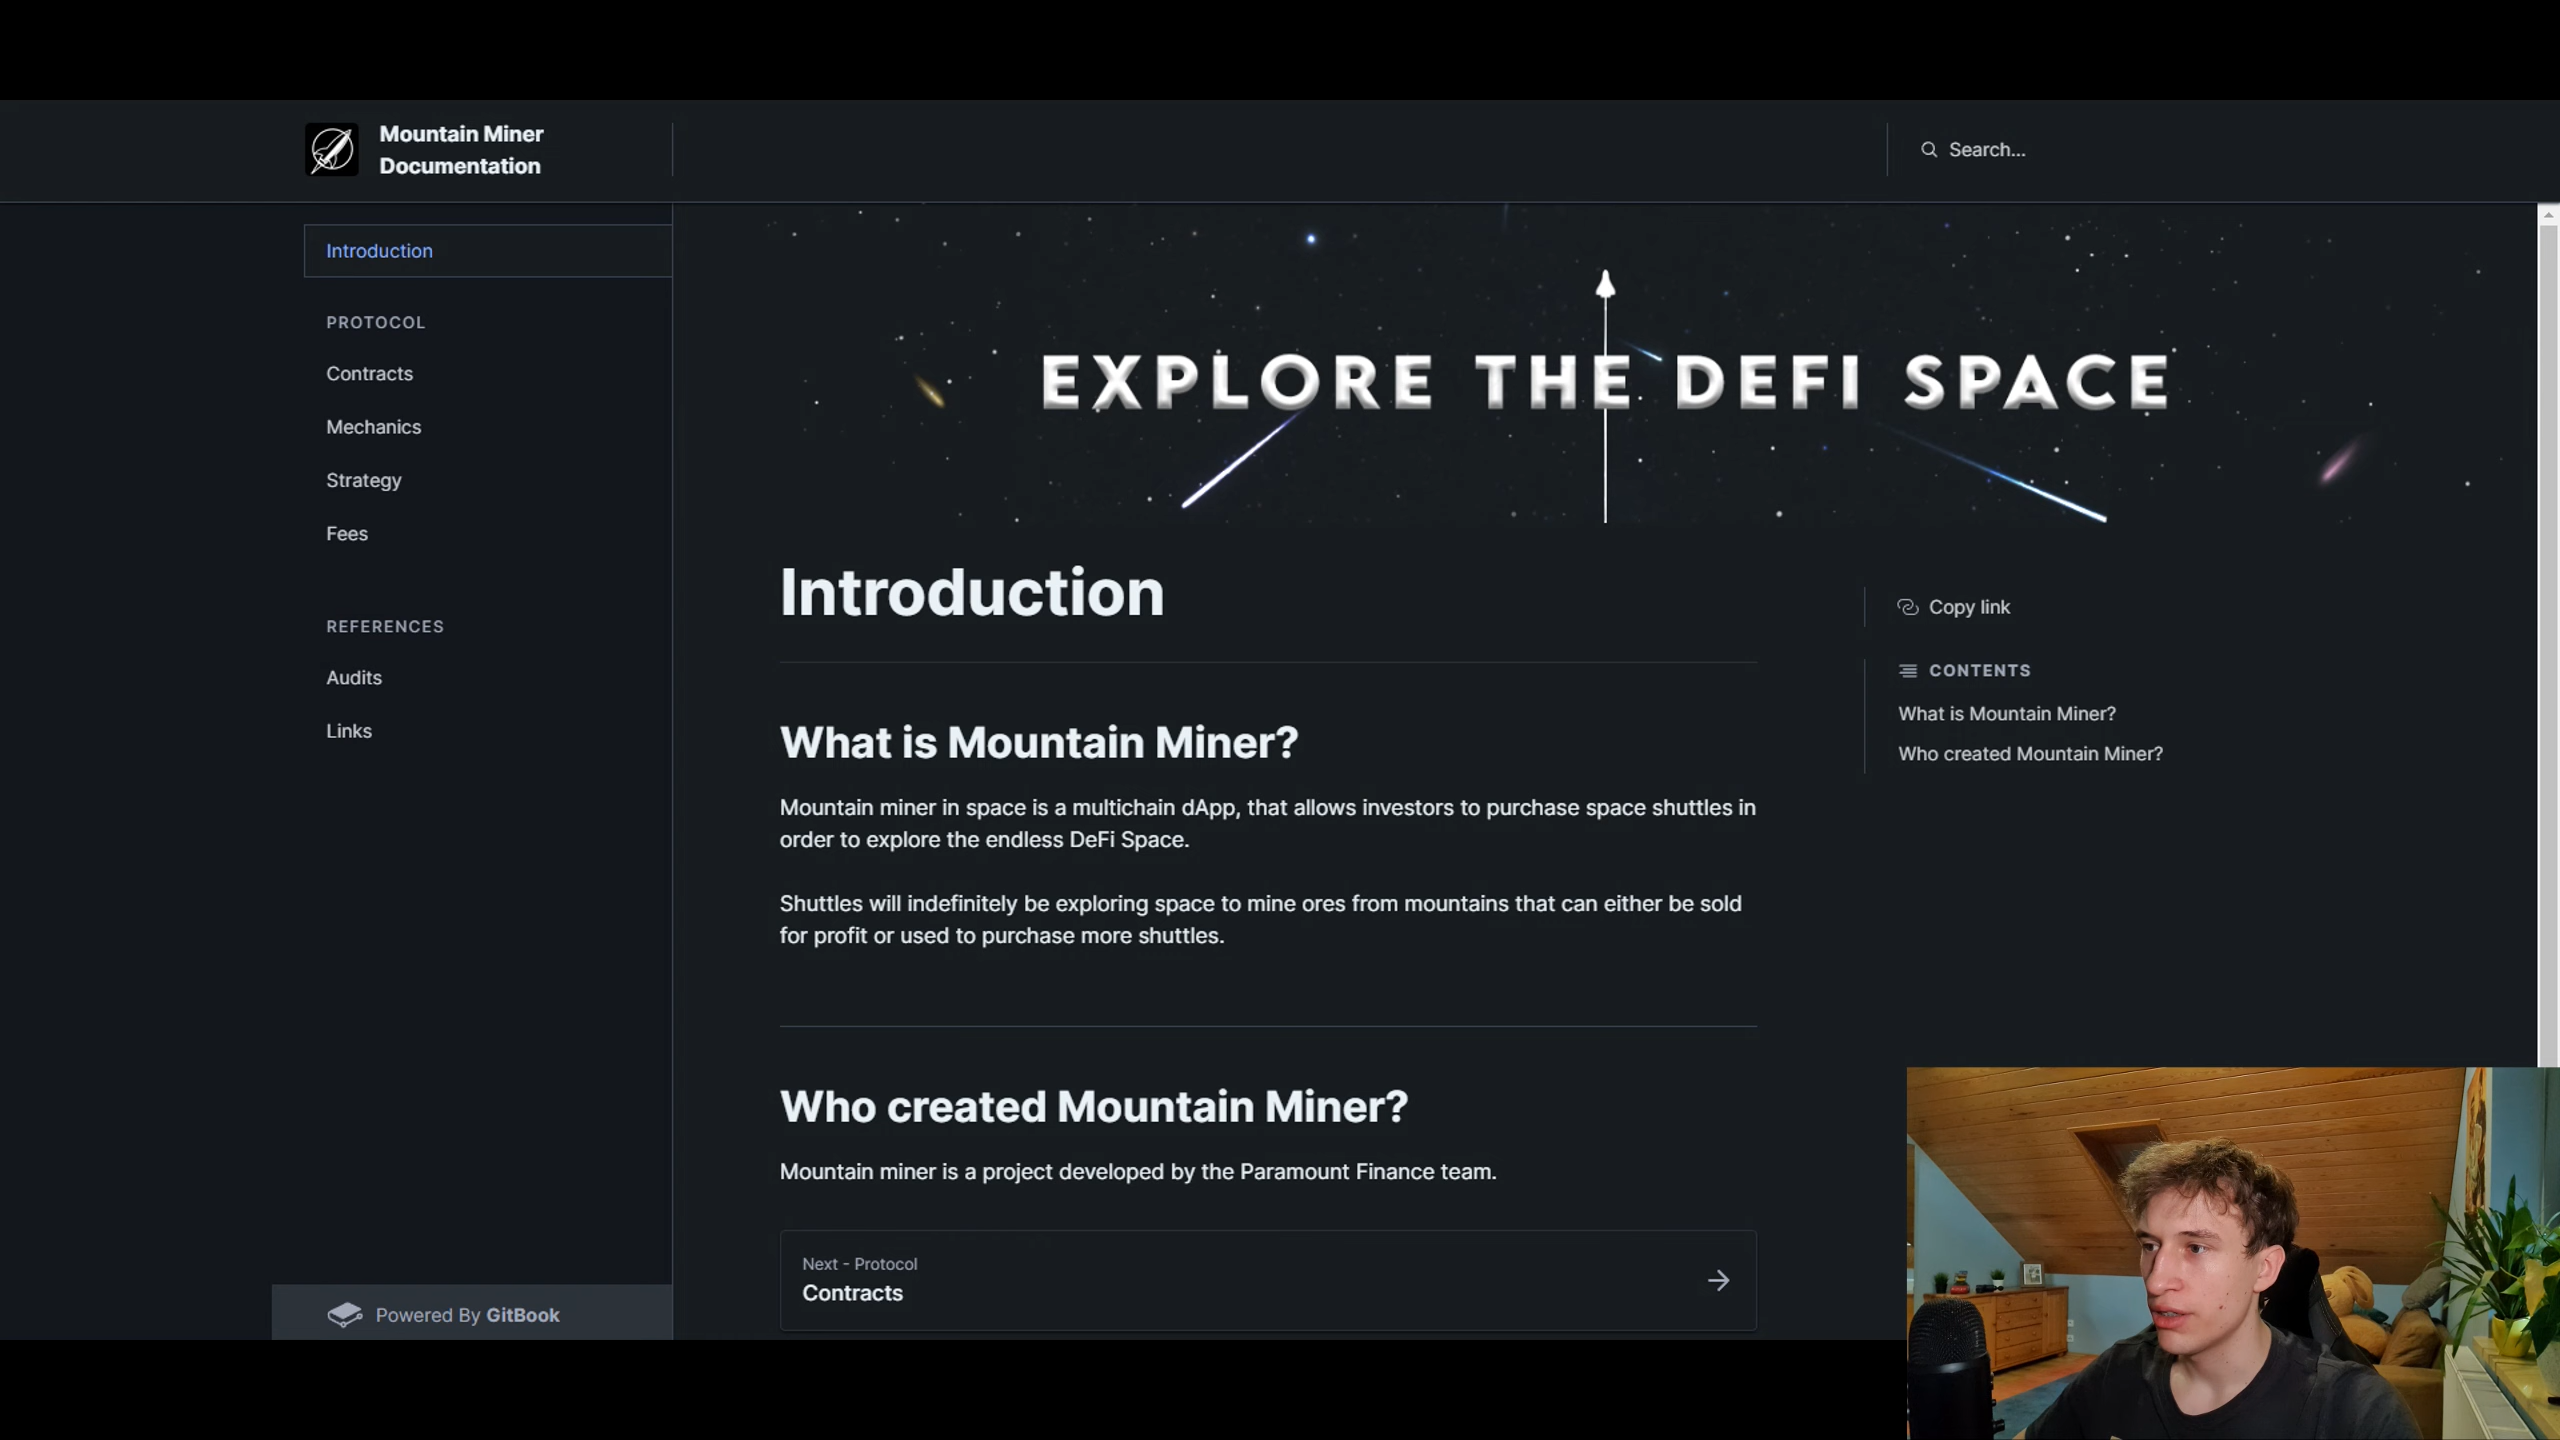 Mountain Miner
Documentation
Search...
Introduction
PROTOCOL
Contracts
Mechanics
Strategy
Fees
REFERENCES
Audits
Links
Powered By GitBook
EXPLORE THE DEFI SPACE
Introduction
What is Mountain Miner?
Mountain miner in space is a multichain dApp, that allows investors to purchase space shuttles in
order to explore the endless DeFi Space.
Shuttles will indefinitely be exploring space to mine ores from mountains that can either be sold
for profit or used to purchase more shuttles.
Who created Mountain Miner?
Mountain miner is a project developed by the Paramount Finance team.
Next - Protocol
Contracts
Copy link
CONTENTS
What is Mountain Miner?
Who created Mountain Miner?